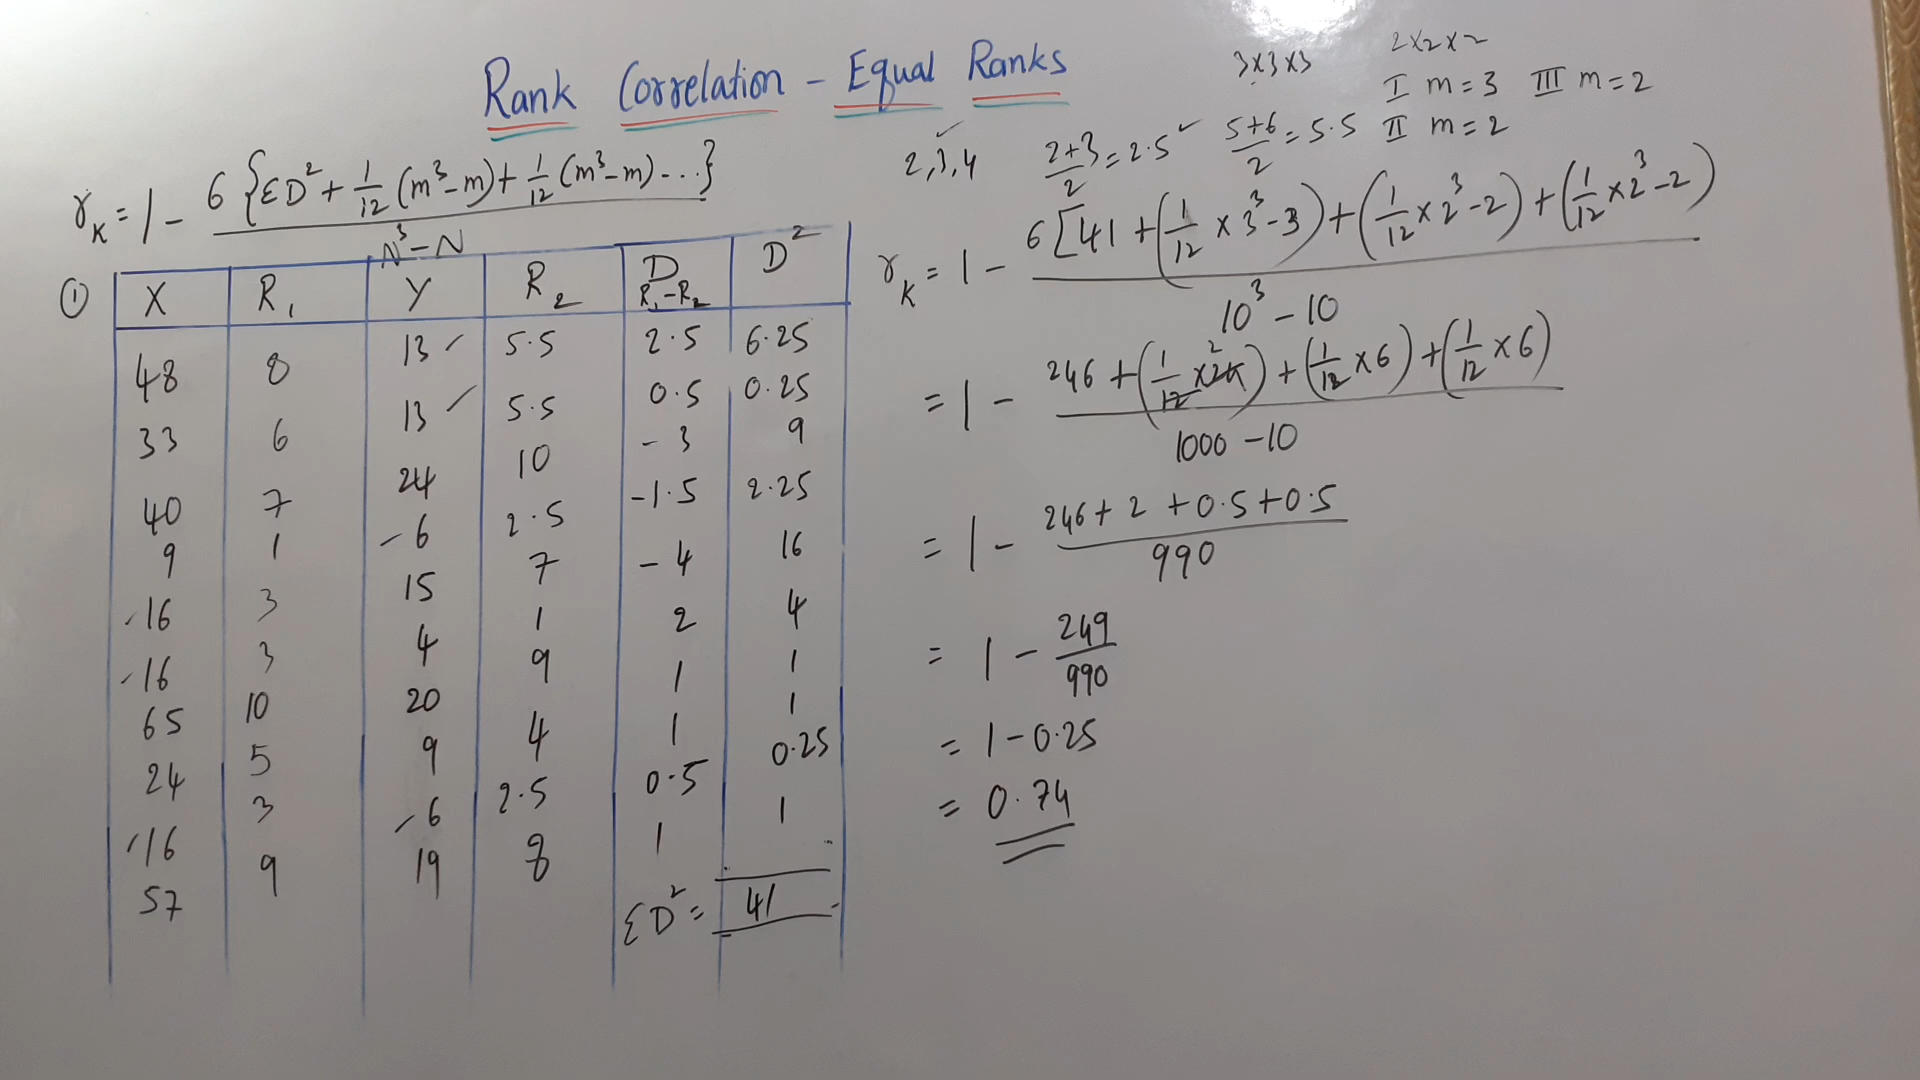 Rank Correlation - Equal Ranks
3x3x3
2x2x2
I m=3 III m=2
2,3,4 (2+3)/2 = 2.5 (5+6)/2 = 5.5 II m=2
r_K = 1 - 6{ΣD² + 1/12 (m³-m) + 1/12 (m³-m) ...} / N³-N
① X R₁ Y R₂ D R₁-R₂ D²
48 8 13 5.5 2.5 6.25
33 6 13 5.5 0.5 0.25
40 7 24 10 -3 9
9 1 6 2.5 -1.5 2.25
16 3 15 7 -4 16
16 3 4 1 2 4
65 10 20 9 1 1
24 5 9 4 1 1
16 3 6 2.5 0.5 0.25
57 9 19 8 1 1
ΣD² = 41
r_K = 1 - 6[41 + (1/12 x 3³-3) + (1/12 x 2³-2) + (1/12 x 2³-2) / 10³-10
= 1 - 246 + (1/12 x 24 2) + (1/12 x 6) + (1/12 x 6) / 1000-10
= 1 - 246 + 2 + 0.5 + 0.5 / 990
= 1 - 249/990
= 1 - 0.25
= 0.74